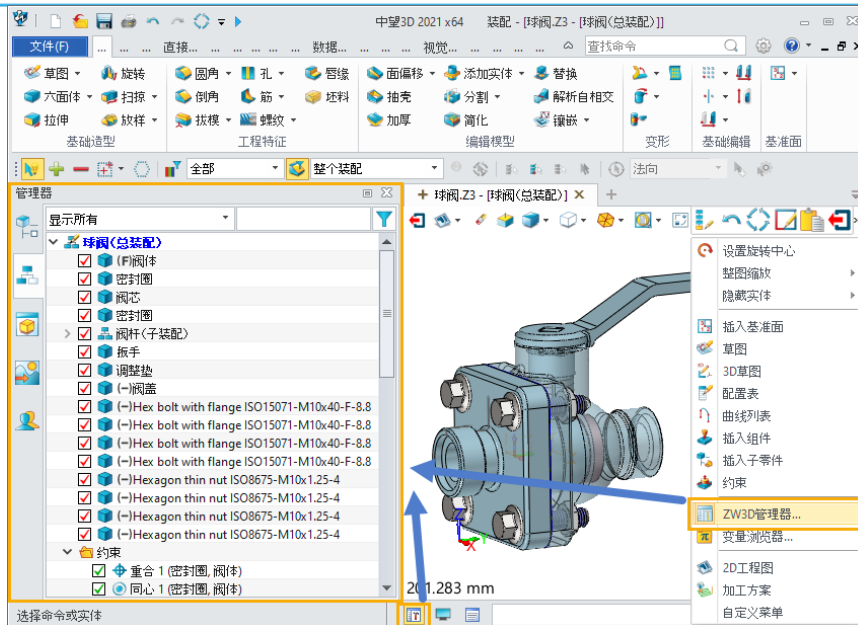 中望3D 2021 x64 装配 - [球阀.Z3 - [球阀(总装配)]]
文件(F) ... ... ... 直接... ... ... ... ... 数据... ... ... ... 视觉... ... ... ... 查找命令
草图 旋转 圆角 孔 唇缘 面偏移 添加实体 替换
六面体 扫掠 倒角 筋 坯料 抽壳 分割 解析自相交
拉伸 放样 拔模 螺纹 加厚 简化 镶嵌
基础造型 工程特征 编辑模型 变形 基础编辑 基准面
全部 整个装配 法向
管理器
球阀.Z3 - [球阀(总装配)]
显示所有
球阀(总装配)
(F)阀体
密封圈
阀芯
密封圈
阀杆(子装配)
扳手
调整垫
(-)阀盖
(-)Hex bolt with flange ISO15071-M10x40-F-8.8
(-)Hex bolt with flange ISO15071-M10x40-F-8.8
(-)Hex bolt with flange ISO15071-M10x40-F-8.8
(-)Hex bolt with flange ISO15071-M10x40-F-8.8
(-)Hexagon thin nut ISO8675-M10x1.25-4
(-)Hexagon thin nut ISO8675-M10x1.25-4
(-)Hexagon thin nut ISO8675-M10x1.25-4
(-)Hexagon thin nut ISO8675-M10x1.25-4
约束
重合 1 (密封圈, 阀体)
同心 1 (密封圈, 阀体)
设置旋转中心
整图缩放
隐藏实体
插入基准面
草图
3D草图
配置表
曲线列表
插入组件
插入子零件
约束
ZW3D管理器...
变量浏览器...
2D工程图
加工方案
自定义菜单
Z
Y
X
mm
选择命令或实体